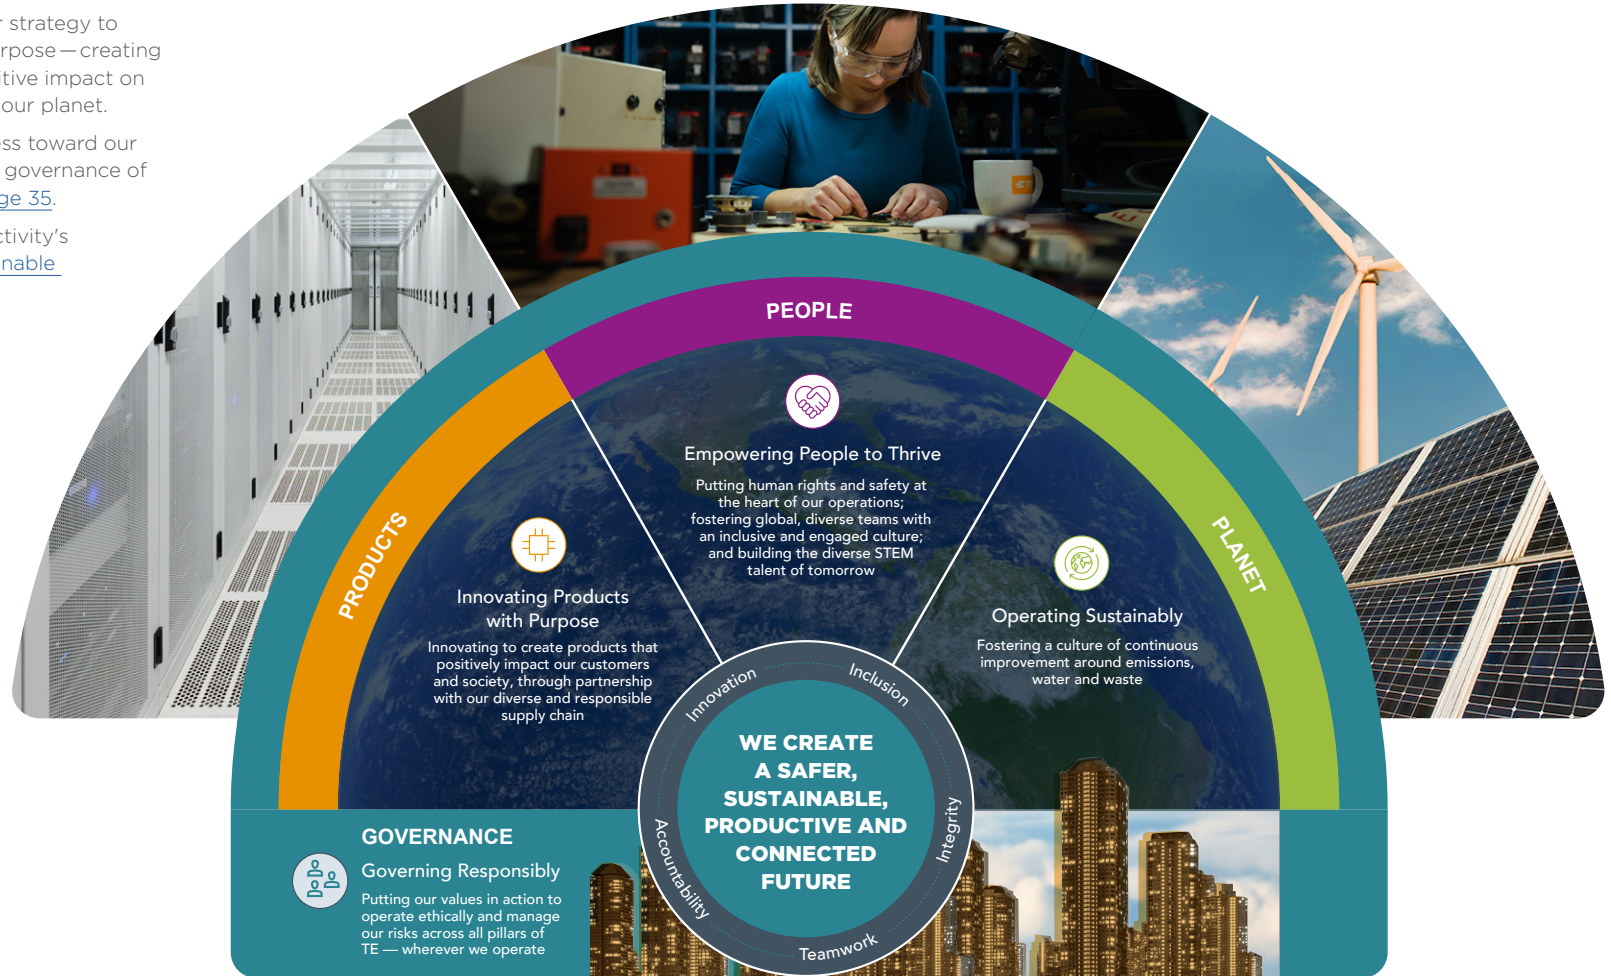 strategy to
creating
impact on
our planet.
toward our
governance of
35.
PEOPLE
Empowering People to Thrive
Putting human rights and safety at
the heart of our operations;
fostering global, diverse teams with
an inclusive and engaged culture;
and building the diverse STEM
talent of tomorrow
PRODUCTS
Innovating Products
with Purpose
Innovating to create products that
positively impact our customers
and society, through partnership
with our diverse and responsible
supply chain
PLANET
Operating Sustainably
Fostering a culture of continuous
improvement around emissions,
water and waste
Innovation
Inclusion
Integrity
Teamwork
Accountability
WE CREATE
A SAFER,
SUSTAINABLE,
PRODUCTIVE AND
CONNECTED
FUTURE
GOVERNANCE
Governing Responsibly
Putting our values in action to
operate ethically and manage
our risks across all pillars of
TE — wherever we operate